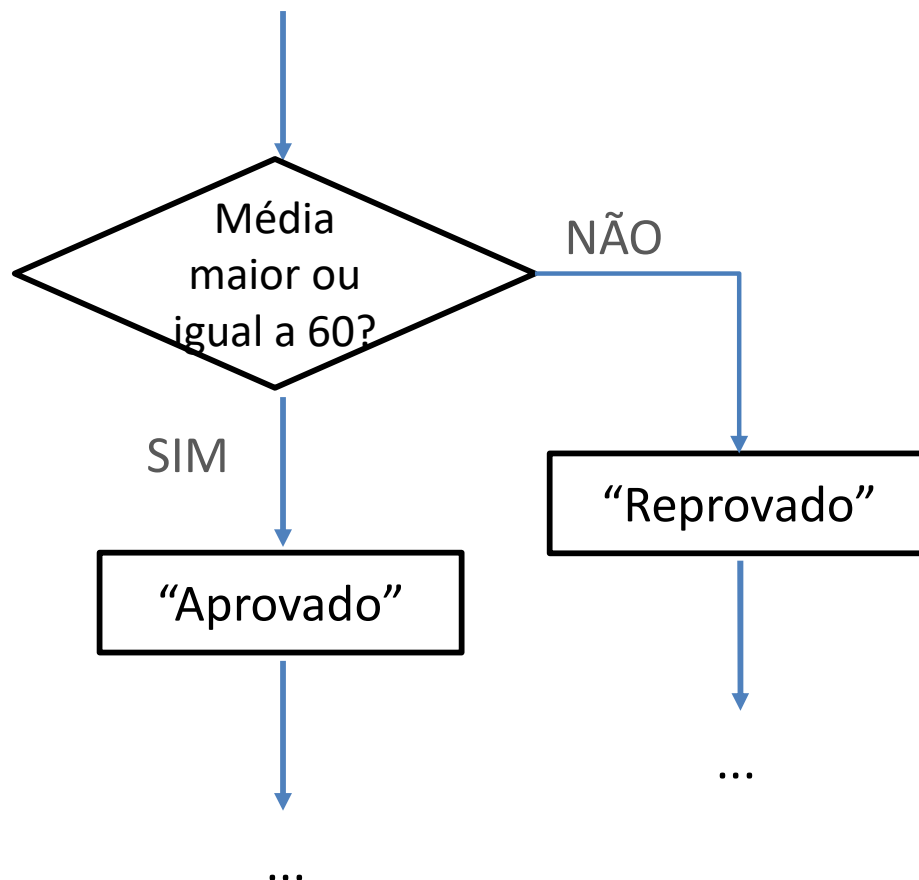 Média
maior ou
igual a 60?
NÃO
SIM
“Reprovado”
“Aprovado”
...
...